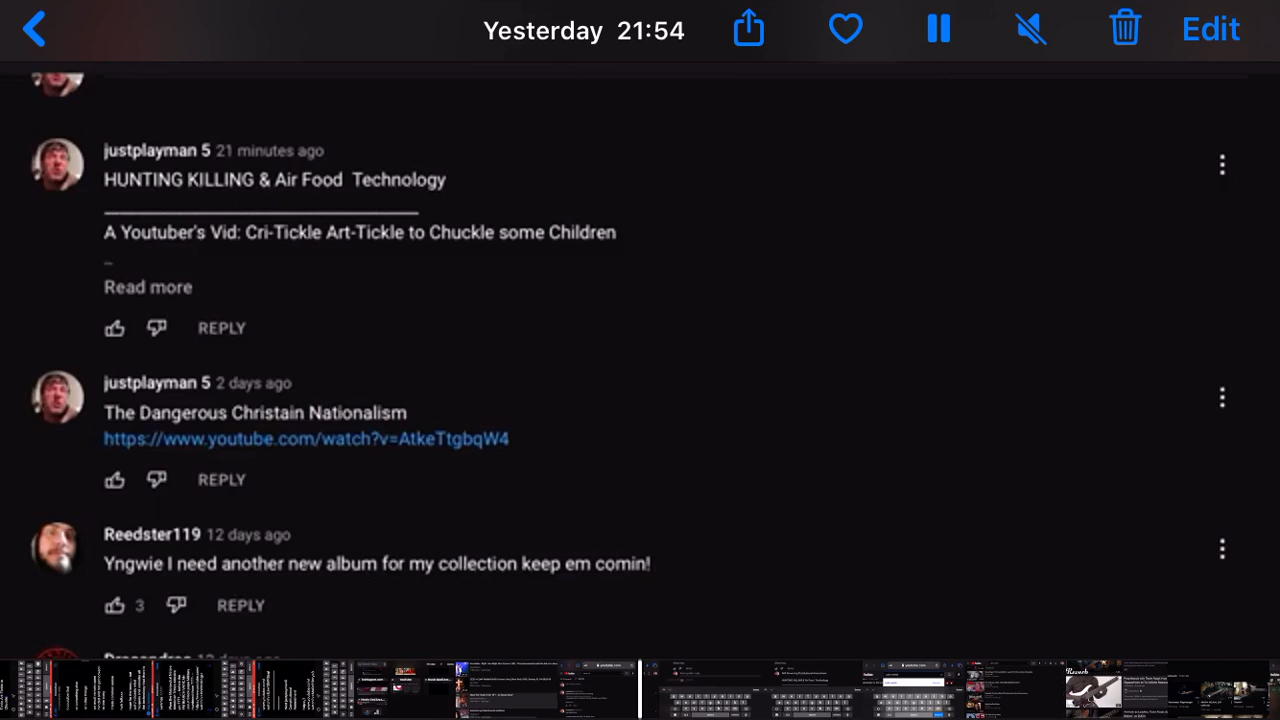 Yesterday 21:54
Edit
justplayman 5 21 minutes ago
HUNTING KILLING & Air Food Technology
A Youtuber's Vid: Cri-Tickle Art-Tickle to Chuckle some Children
–
Read more
REPLY
justplayman 5 2 days ago
The Dangerous Christain Nationalism
https://www.youtube.com/watch?v=AtkeTtgbqW4
REPLY
Reedster119 12 days ago
Yngwie I need another new album for my collection keep em comin!
3 REPLY
Reverb